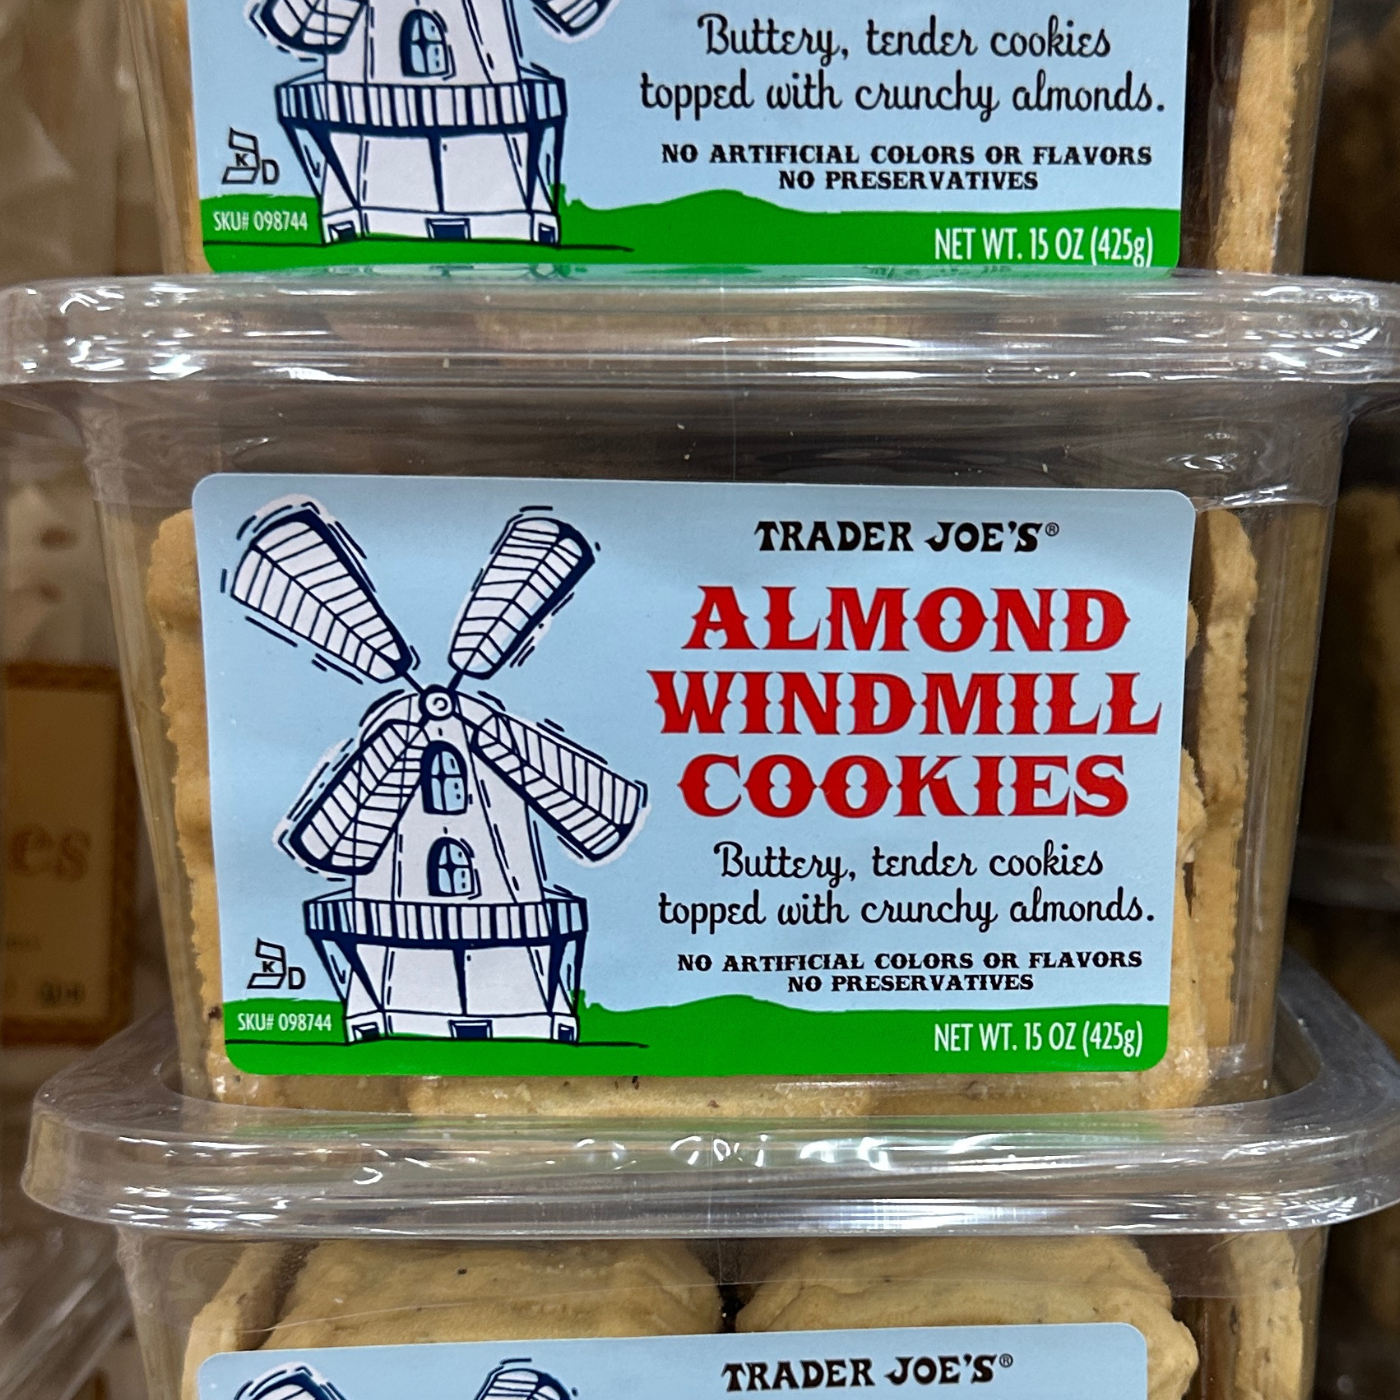 Buttery, tender cookies
topped with crunchy almonds.
NO ARTIFICIAL COLORS OR FLAVORS
NO PRESERVATIVES
K D
SKU# 098744
NET WT. 15 OZ (425g)
TRADER JOE'S®
ALMOND
WINDMILL
COOKIES
Buttery, tender cookies
topped with crunchy almonds.
NO ARTIFICIAL COLORS OR FLAVORS
NO PRESERVATIVES
K D
SKU# 098744
NET WT. 15 OZ (425g)
TRADER JOE'S®